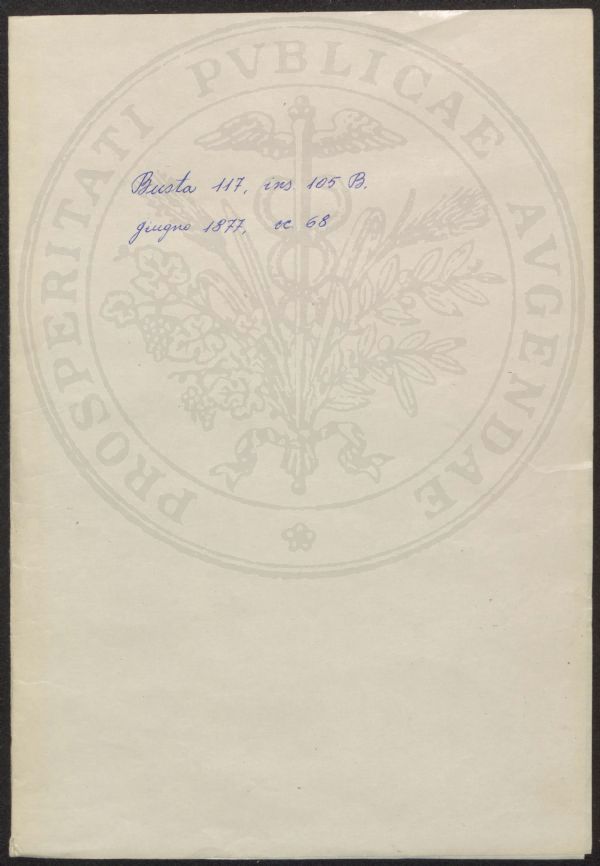 PROSPERITATI PVBLICAE AVGENDAE
Busta 117, ins 105 B.
giugno 1877, cc. 68